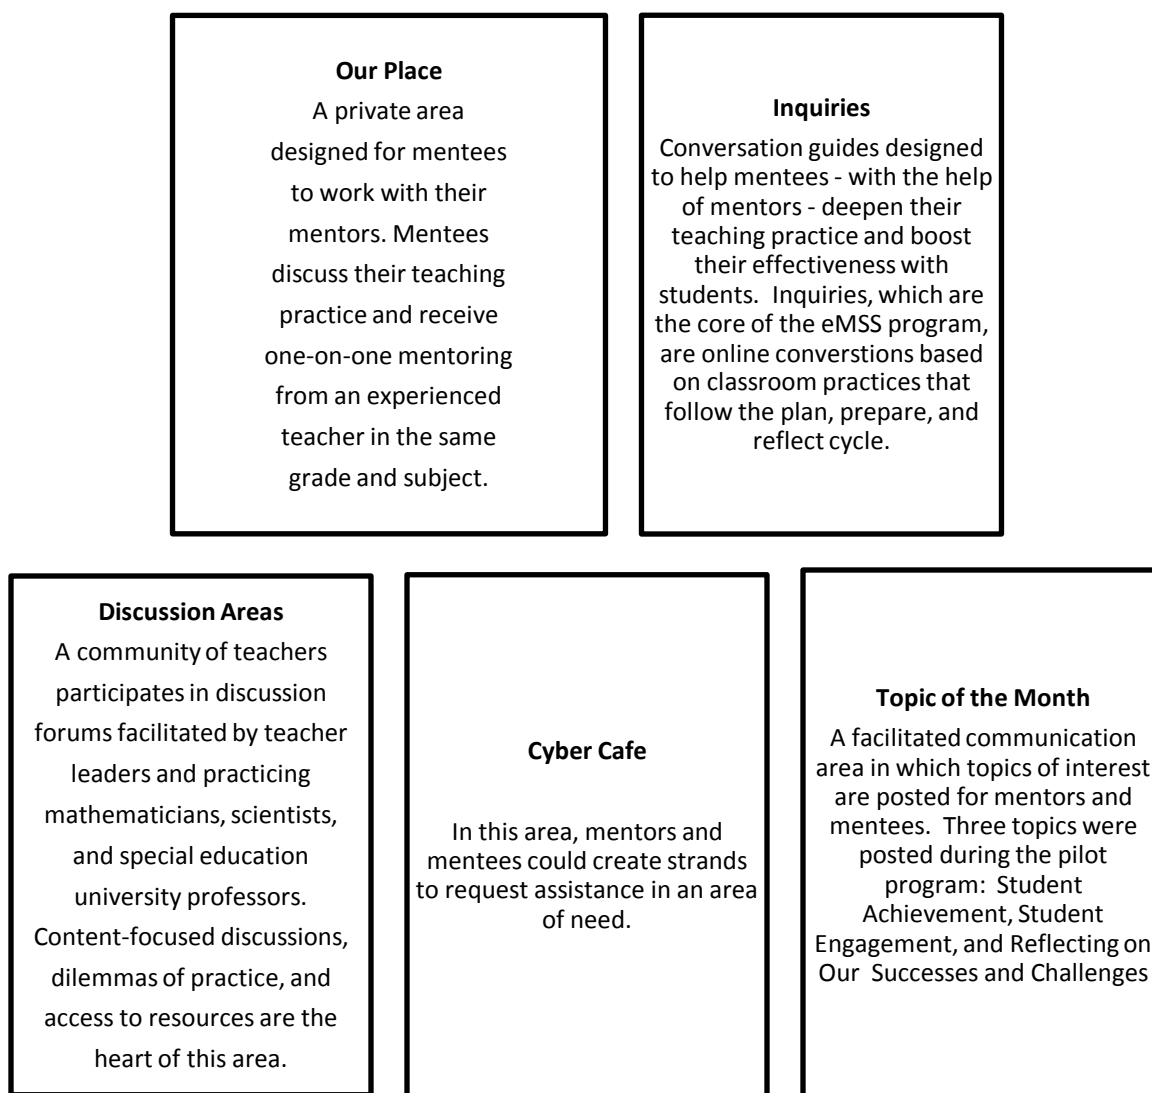 Our Place
A private area
designed for mentees
to work with their
mentors. Mentees
discuss their teaching
practice and receive
one-on-one mentoring
from an experienced
teacher in the same
grade and subject.
Inquiries
Conversation guides designed
to help mentees - with the help
of mentors - deepen their
teaching practice and boost
their effectiveness with
students. Inquiries, which are
the core of the eMSS program,
are online converstions based
on classroom practices that
follow the plan, prepare, and
reflect cycle.
Discussion Areas
A community of teachers
participates in discussion
forums facilitated by teacher
leaders and practicing
mathematicians, scientists,
and special education
university professors.
Content-focused discussions,
dilemmas of practice, and
access to resources are the
heart of this area.
Cyber Cafe
In this area, mentors and
mentees could create strands
to request assistance in an area
of need.
Topic of the Month
A facilitated communication
area in which topics of interest
are posted for mentors and
mentees. Three topics were
posted during the pilot
program: Student
Achievement, Student
Engagement, and Reflecting on
Our Successes and Challenges